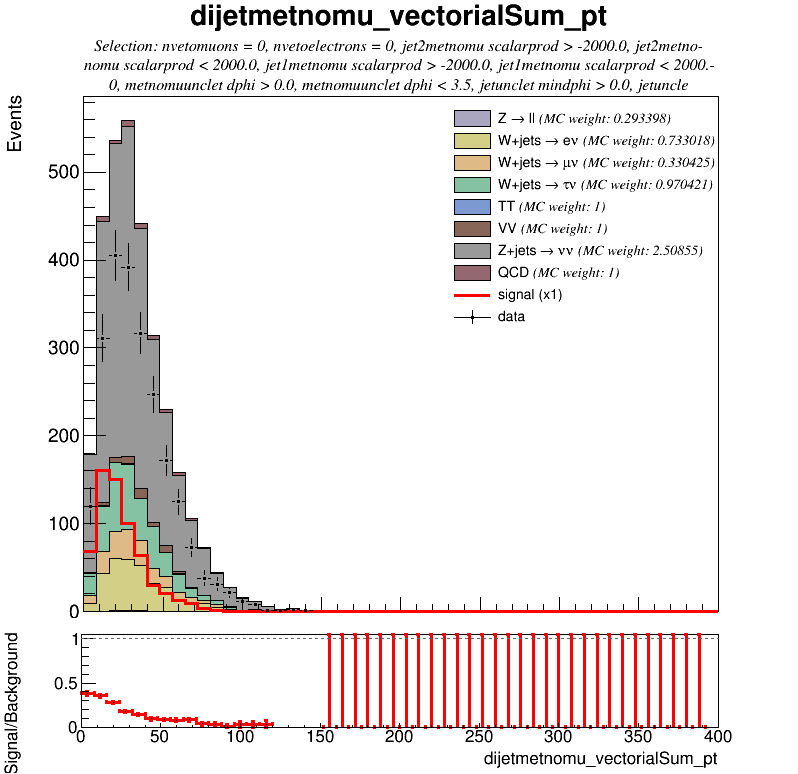 dijetmetnomu_vectorialSum_pt
Selection: nvetomuons = 0, nvetoelectrons = 0, jet2metnomu scalarprod > -2000.0, jet2metno-
nomu scalarprod < 2000.0, jet1metnomu scalarprod > -2000.0, jet1metnomu scalarprod < 2000.-
0, metnomuunclet dphi > 0.0, metnomuunclet dphi < 3.5, jetunclet mindphi > 0.0, jetuncle
Events
Z → ll (MC weight: 0.293398)
W+jets → eν (MC weight: 0.733018)
W+jets → μν (MC weight: 0.330425)
W+jets → τν (MC weight: 0.970421)
TT (MC weight: 1)
VV (MC weight: 1)
Z+jets → νν (MC weight: 2.50855)
QCD (MC weight: 1)
signal (x1)
data
500
400
300
200
100
0
Signal/Background
1
0.5
0
0 50 100 150 200 250 300 350 400
dijetmetnomu_vectorialSum_pt